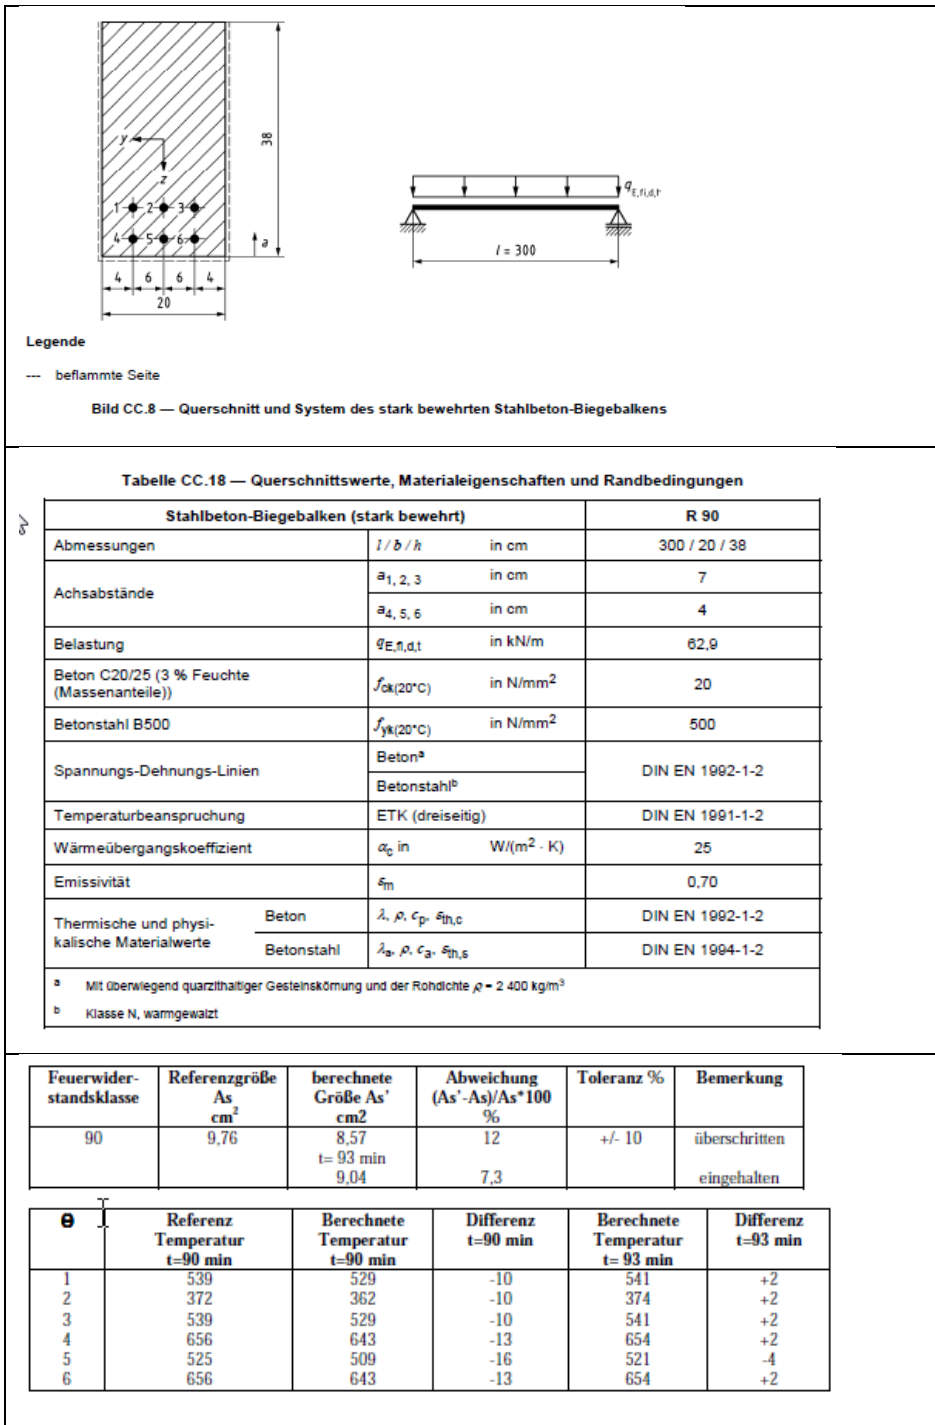 y
z
1 2 3
4 5 6
a
38
4 6 6 4
20
qE,fi,d,t
l = 300
Legende
--- beflammte Seite
Bild CC.8 — Querschnitt und System des stark bewehrten Stahlbeton-Biegebalkens
Tabelle CC.18 — Querschnittswerte, Materialeigenschaften und Randbedingungen
Stahlbeton-Biegebalken (stark bewehrt) R 90
Abmessungen l / b / h in cm 300 / 20 / 38
Achsabstände a1, 2, 3 in cm 7
a4, 5, 6 in cm 4
Belastung qE,fi,d,t in kN/m 62,9
Beton C20/25 (3 % Feuchte (Massenanteile)) fck(20°C) in N/mm2 20
Betonstahl B500 fyk(20°C) in N/mm2 500
Spannungs-Dehnungs-Linien Betona DIN EN 1992-1-2
Betonstahlb
Temperaturbeanspruchung ETK (dreiseitig) DIN EN 1991-1-2
Wärmeübergangskoeffizient αc in W/(m2 · K) 25
Emissivität εm 0,70
Thermische und physi-
kalische Materialwerte
Beton λ, ρ, cp, εth,c DIN EN 1992-1-2
Betonstahl λa, ρ, ca, εth,s DIN EN 1994-1-2
a Mit überwiegend quarzithaltiger Gesteinskörnung und der Rohdichte ρ = 2 400 kg/m3
b Klasse N, warmgewalzt
Feuerwider-
standsklasse
Referenzgröße
As
cm2
berechnete
Größe As'
cm2
Abweichung
(As'-As)/As*100
%
Toleranz %
Bemerkung
90 9,76 8,57 12 +/- 10 überschritten
t= 93 min
9,04 7,3 eingehalten
Θ
Referenz
Temperatur
t=90 min
Berechnete
Temperatur
t=90 min
Differenz
t=90 min
Berechnete
Temperatur
t= 93 min
Differenz
t=93 min
1 539 529 -10 541 +2
2 372 362 -10 374 +2
3 539 529 -10 541 +2
4 656 643 -13 654 +2
5 525 509 -16 521 -4
6 656 643 -13 654 +2